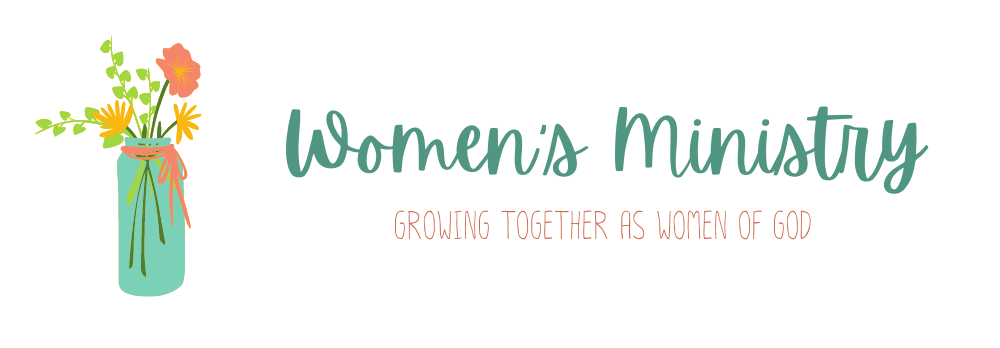 Women's Ministry
GROWING TOGETHER AS WOMEN OF GOD